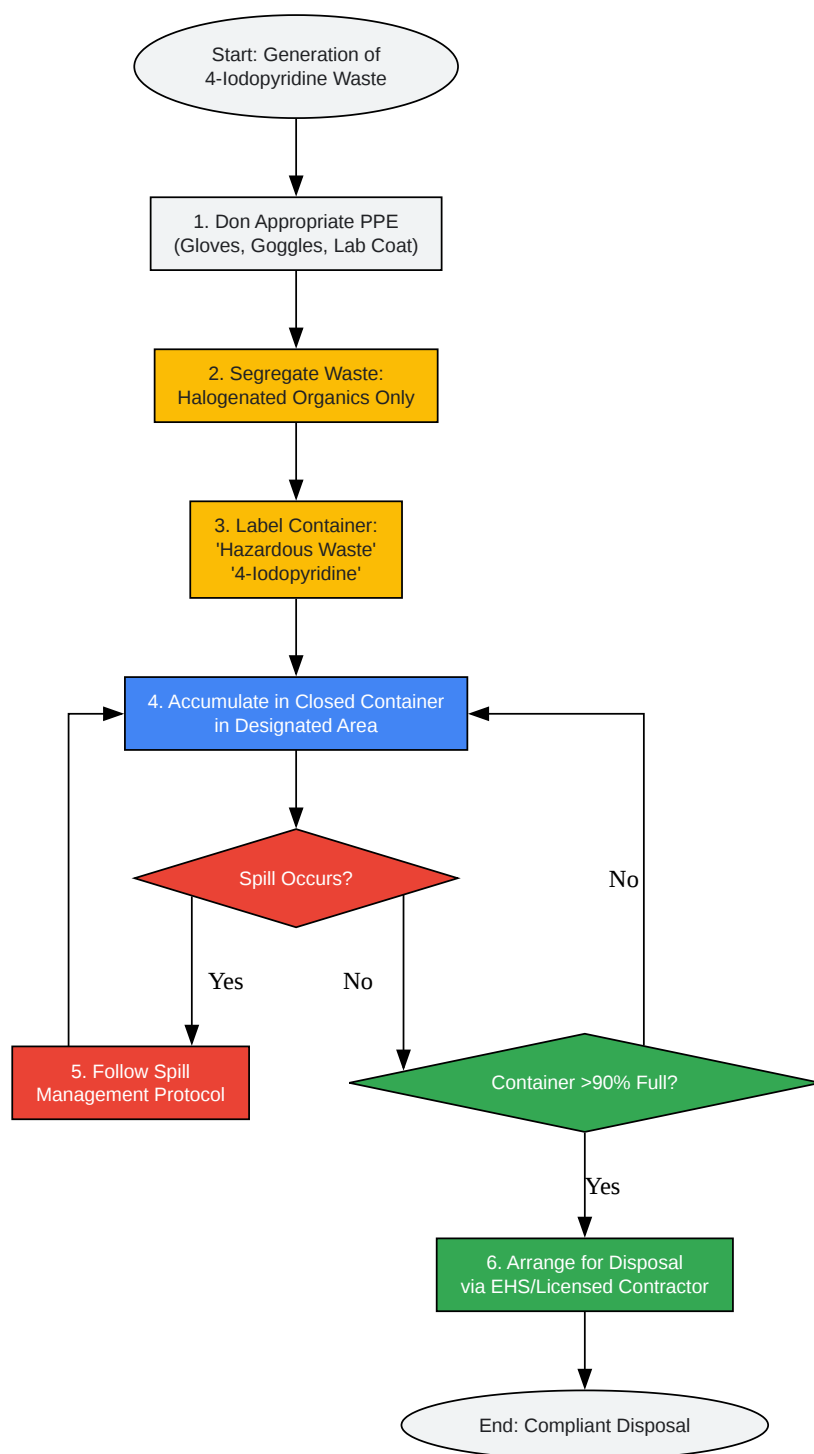 Start: Generation of
4-Iodopyridine Waste
1. Don Appropriate PPE
(Gloves, Goggles, Lab Coat)
2. Segregate Waste:
Halogenated Organics Only
3. Label Container:
'Hazardous Waste'
'4-Iodopyridine'
4. Accumulate in Closed Container
in Designated Area
Spill Occurs?
No
Yes
No
5. Follow Spill
Management Protocol
Container >90% Full?
Yes
6. Arrange for Disposal
via EHS/Licensed Contractor
End: Compliant Disposal